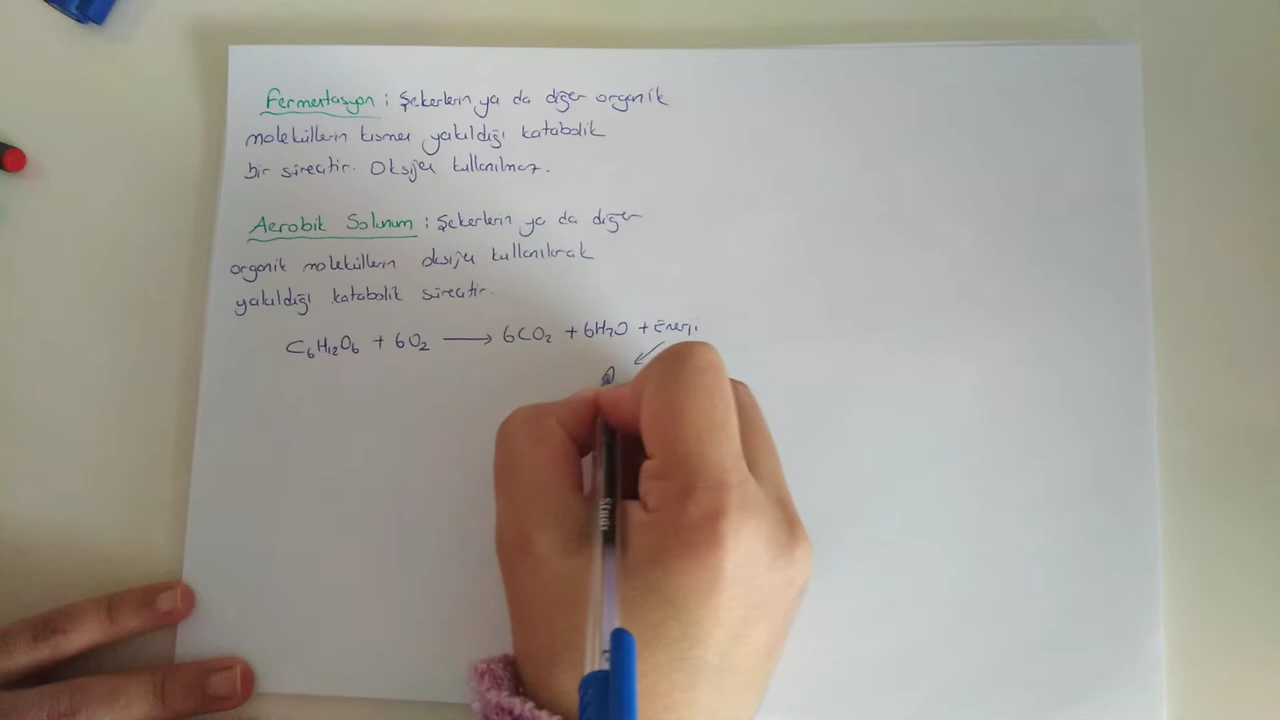 Fermentasyon : Şekerlerin ya da diğer organik
moleküllerin kısmen yakıldığı katabolik
bir süreçtir. Oksijen kullanılmaz.
Aerobik Solunum : Şekerlerin ya da diğer
organik moleküllerin oksijen kullanılarak
yakıldığı katabolik süreçtir.
C₆H₁₂O₆ + 6O₂ → 6CO₂ + 6H₂O + Enerji